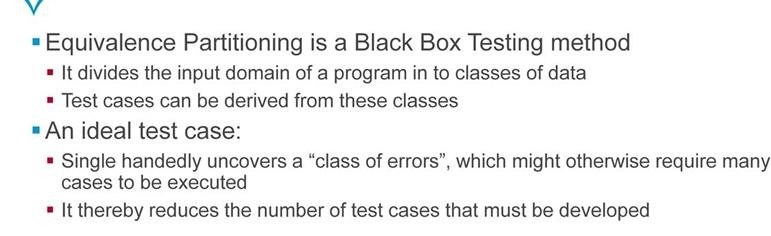 Equivalence Partitioning is a Black Box Testing method
It divides the input domain of a program in to classes of data
Test cases can be derived from these classes
An ideal test case:
Single handedly uncovers a “class of errors”, which might otherwise require many
cases to be executed
It thereby reduces the number of test cases that must be developed